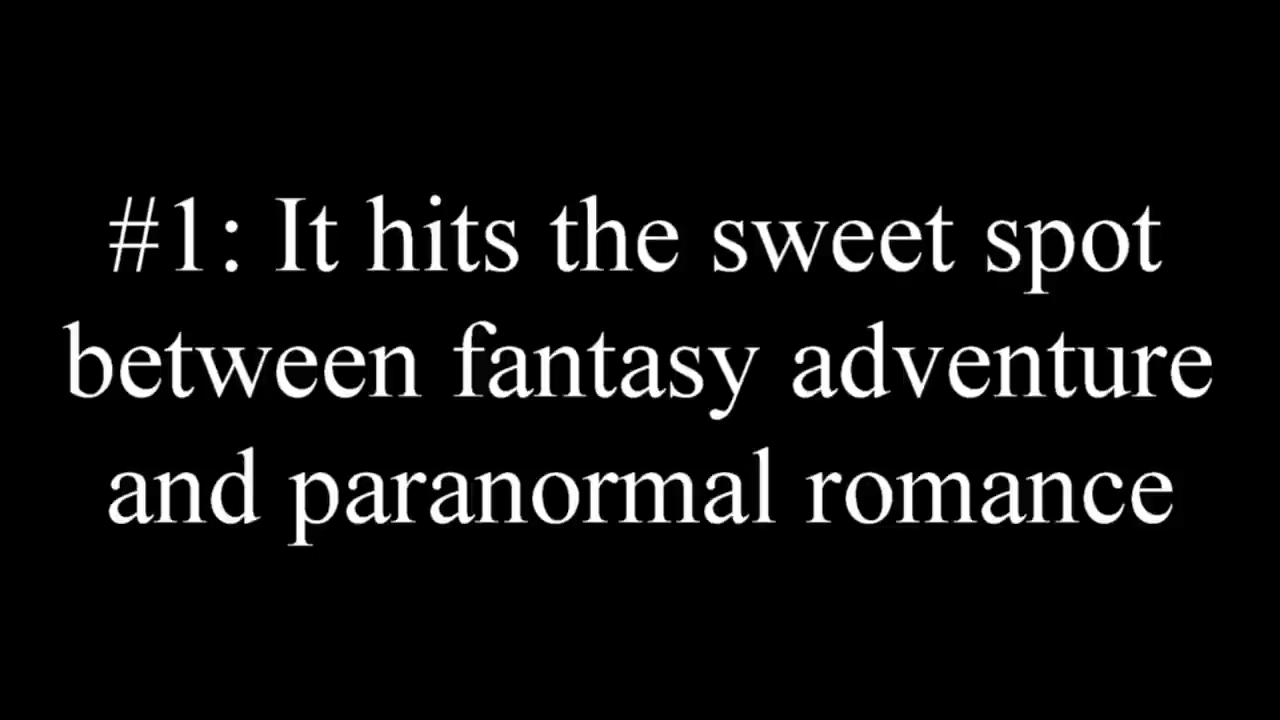 #1: It hits the sweet spot
between fantasy adventure
and paranormal romance